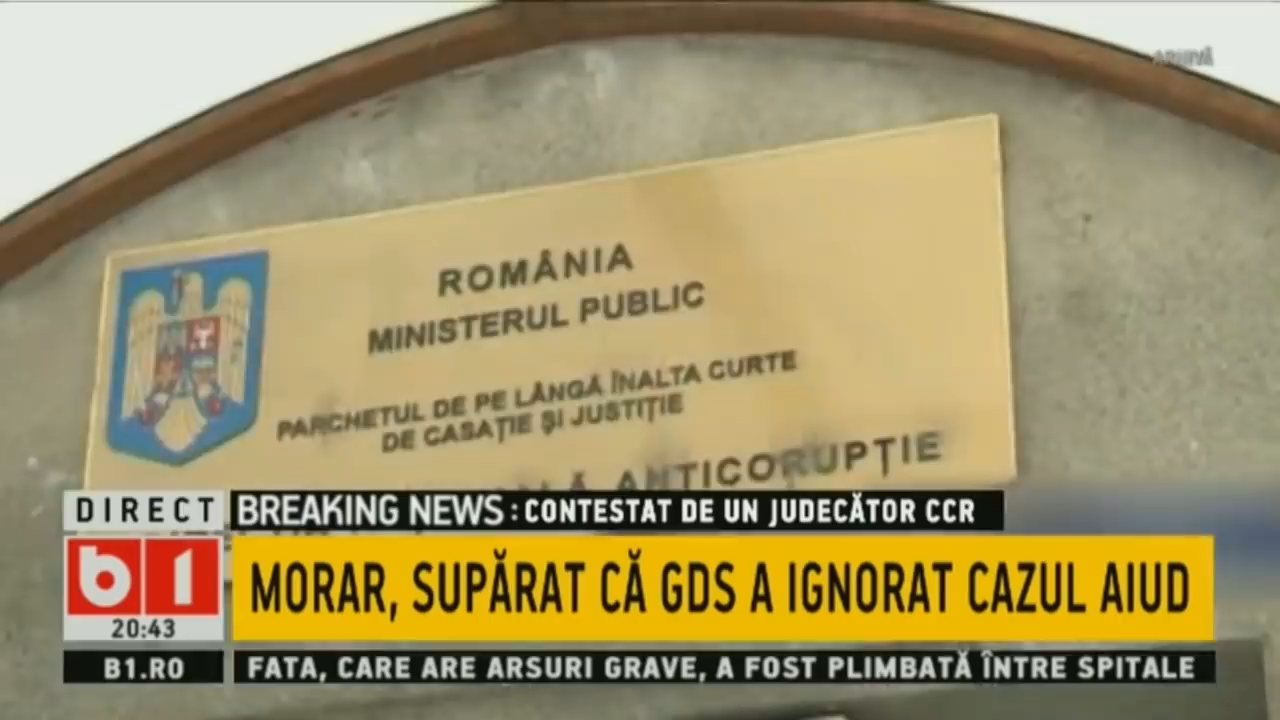 ARHIVĂ
ROMÂNIA
MINISTERUL PUBLIC
PARCHETUL DE PE LÂNGĂ ÎNALTA CURTE
DE CASAȚIE ȘI JUSTIȚIE
ANTICORUPȚIE
DIRECT
BREAKING NEWS: CONTESTAT DE UN JUDECĂTOR CCR
b1
MORAR, SUPĂRAT CĂ GDS A IGNORAT CAZUL AIUD
20:43
B1.RO
FATA, CARE ARE ARSURI GRAVE, A FOST PLIMBATĂ ÎNTRE SPITALE